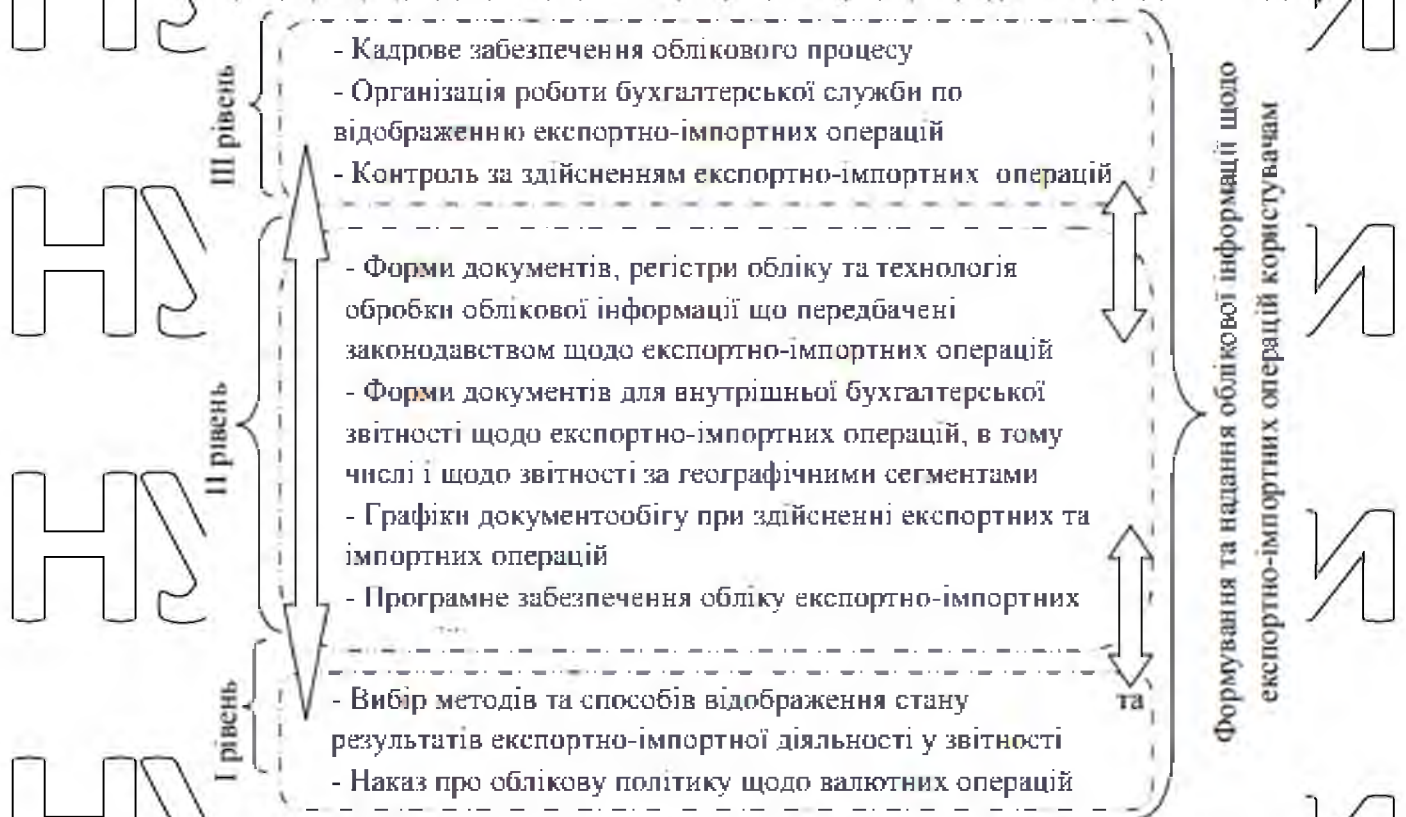 III рівень
- Кадрове забезпечення облікового процесу
- Організація роботи бухгалтерської служби по
відображенню експортно-імпортних операцій
- Контроль за здійсненням експортно-імпортних операцій
II рівень
- Форми документів, регістри обліку та технологія
обробки облікової інформації що передбачені
законодавством щодо експортно-імпортних операцій
- Форми документів для внутрішньої бухгалтерської
звітності щодо експортно-імпортних операцій, в тому
числі і щодо звітності за географічними сегментами
- Графіки документообігу при здійсненні експортних та
імпортних операцій
- Програмне забезпечення обліку експортно-імпортних
I рівень
- Вибір методів та способів відображення стану та
результатів експортно-імпортної діяльності у звітності
- Наказ про облікову політику щодо валютних операцій
Формування та надання облікової інформації щодо
експортно-імпортних операцій користувачам
НУ
И
НУ
И
НУ
И